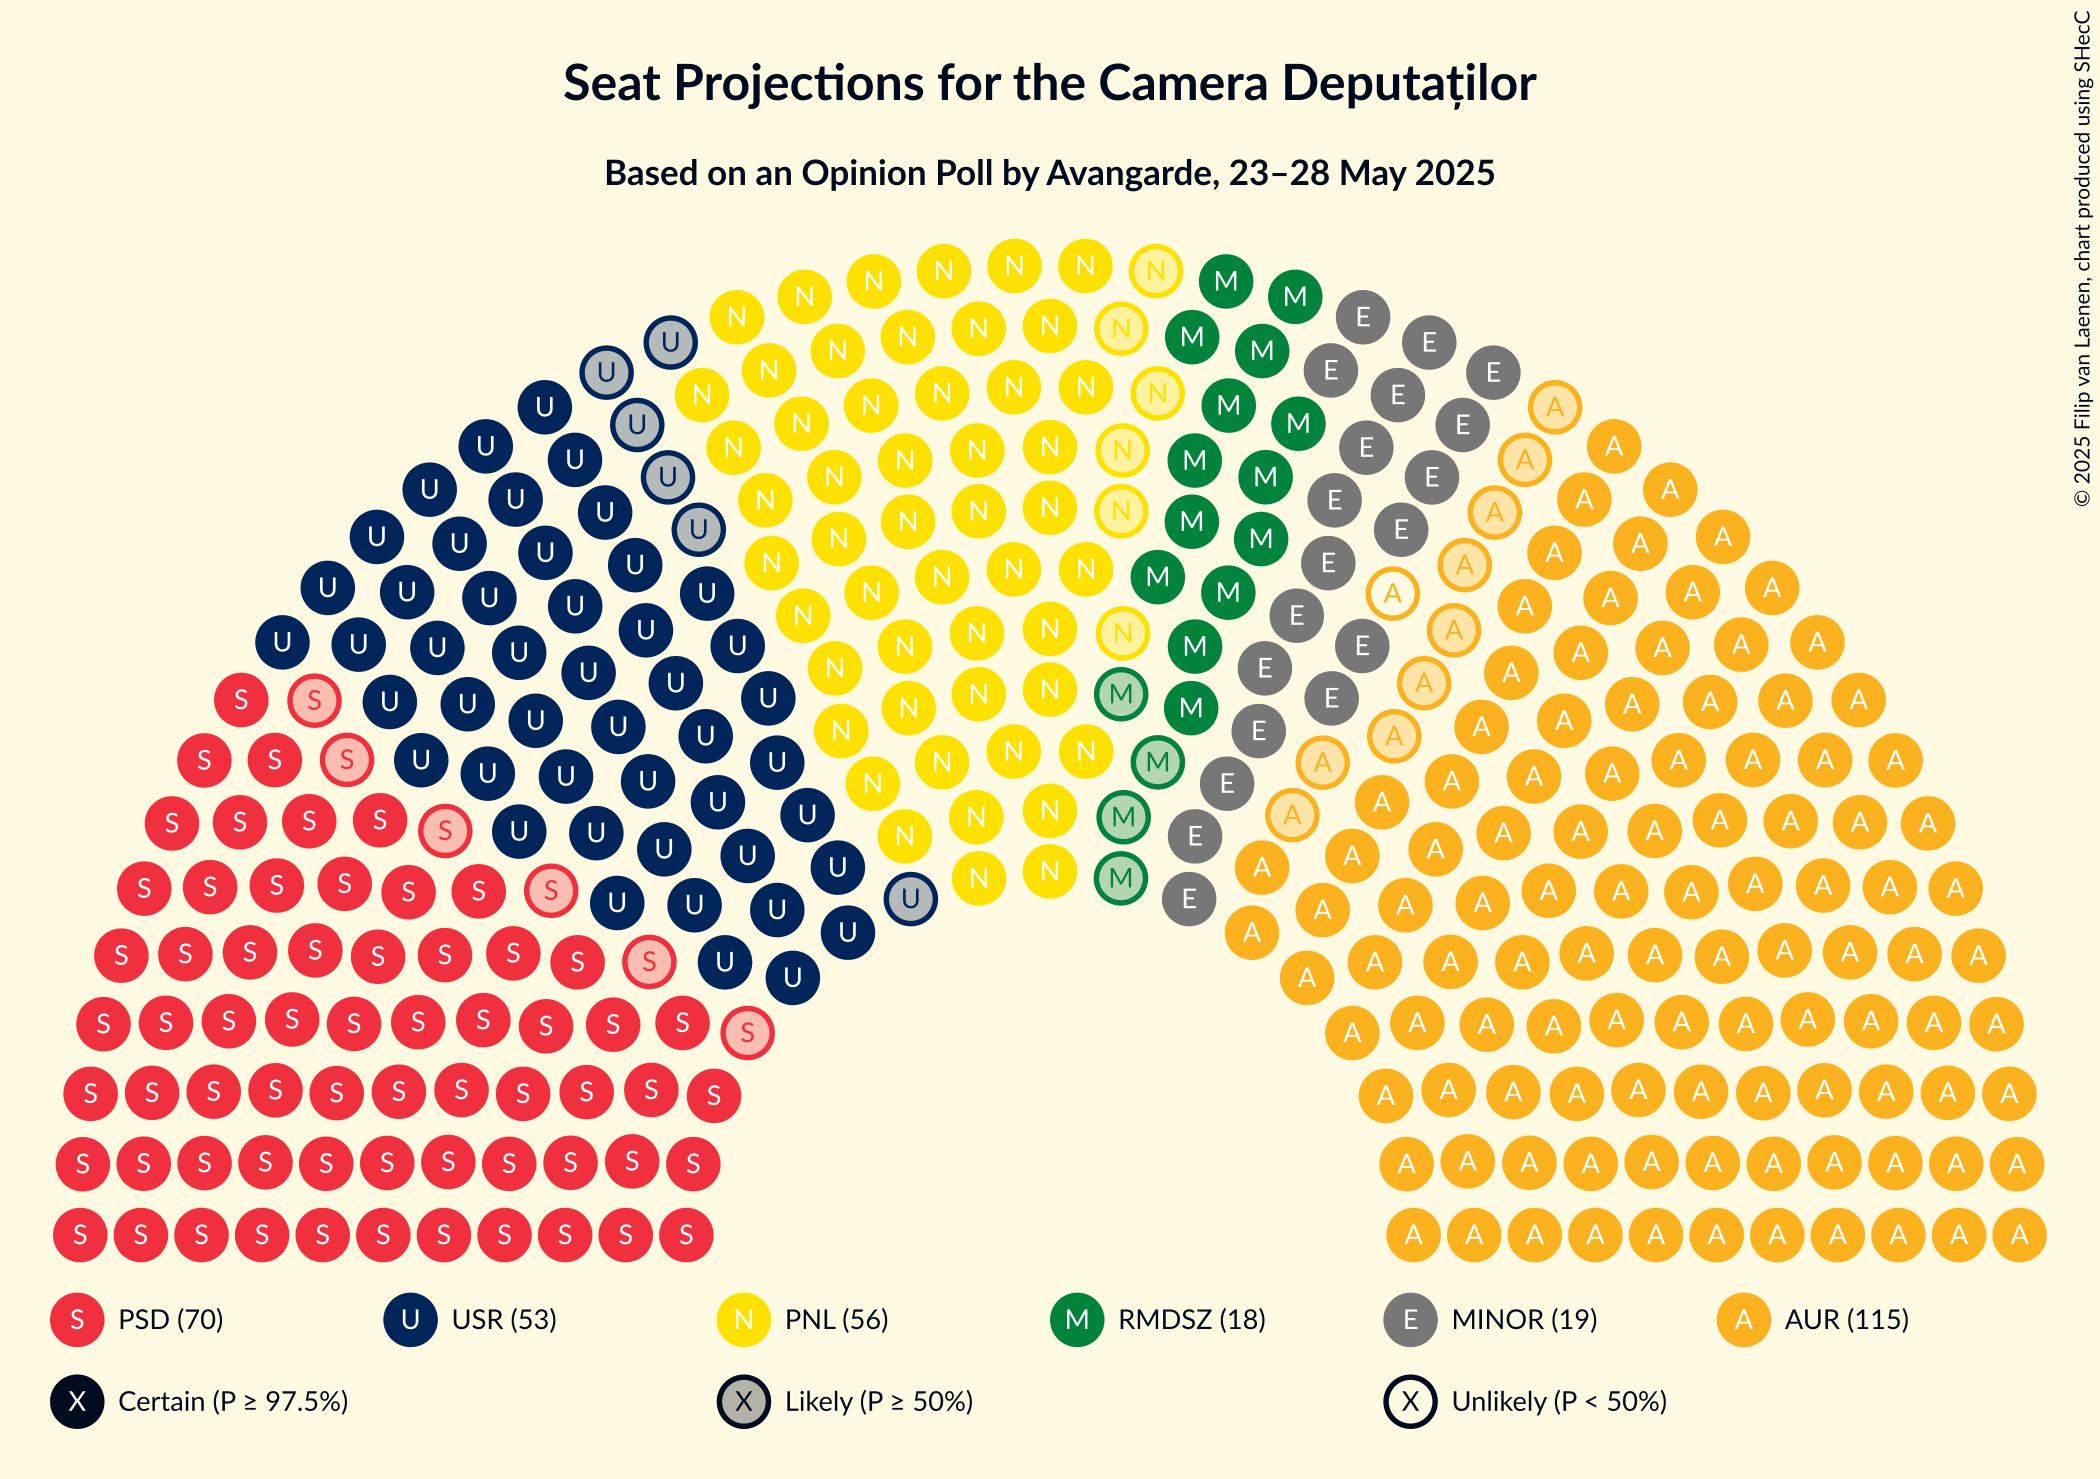 Seat Projections for the Camera Deputaților
Based on an Opinion Poll by Avangarde, 23–28 May 2025
© 2025 Filip van Laenen, chart produced using SHecC
S PSD (70)
U USR (53)
N PNL (56)
M RMDSZ (18)
E MINOR (19)
A AUR (115)
X Certain (P ≥ 97.5%)
X Likely (P ≥ 50%)
X Unlikely (P < 50%)